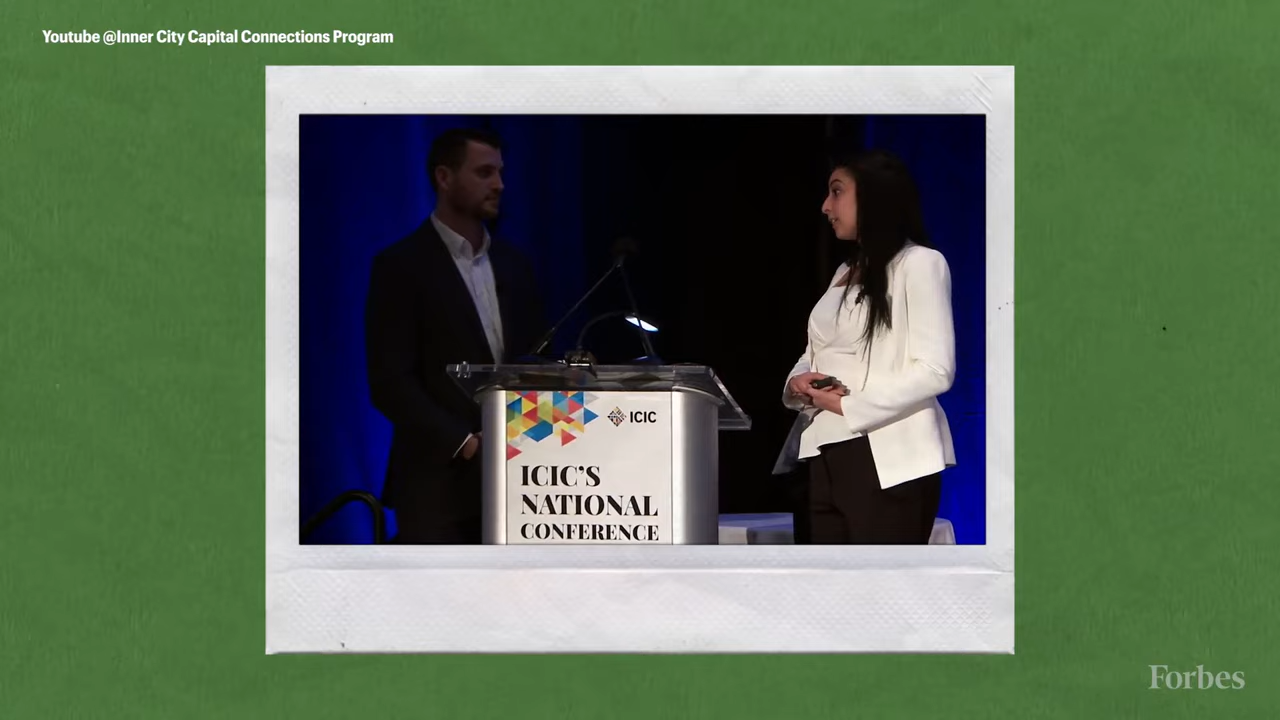 Youtube @Inner City Capital Connections Program
ICIC
ICIC'S
NATIONAL
CONFERENCE
Forbes